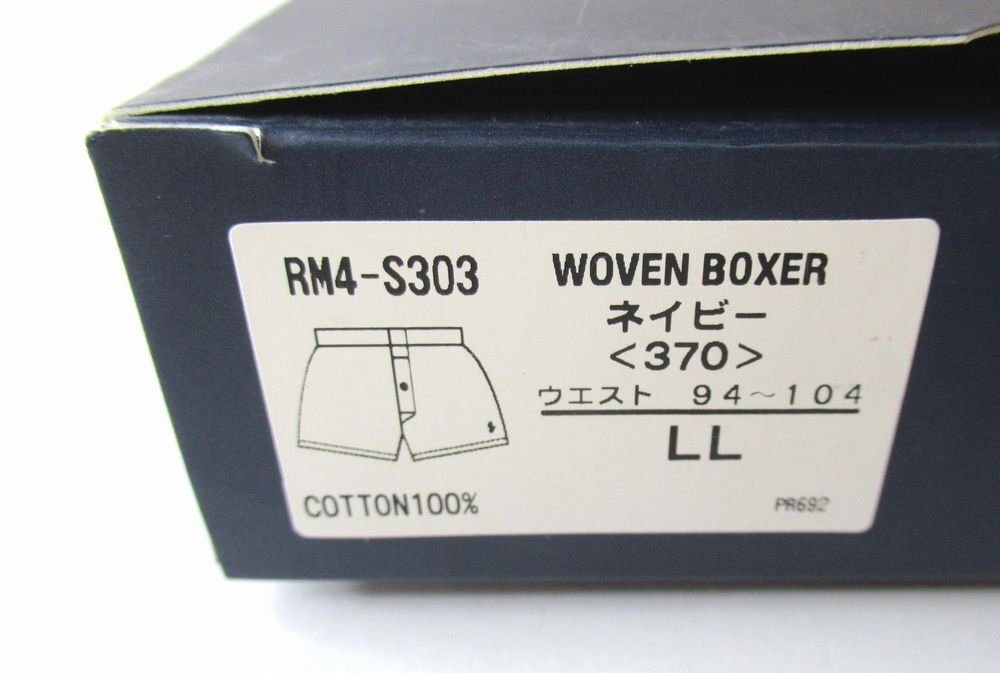 RM4-S303
WOVEN BOXER
ネイビー
<370>
ウエスト 94～104
LL
COTTON100%
PR692